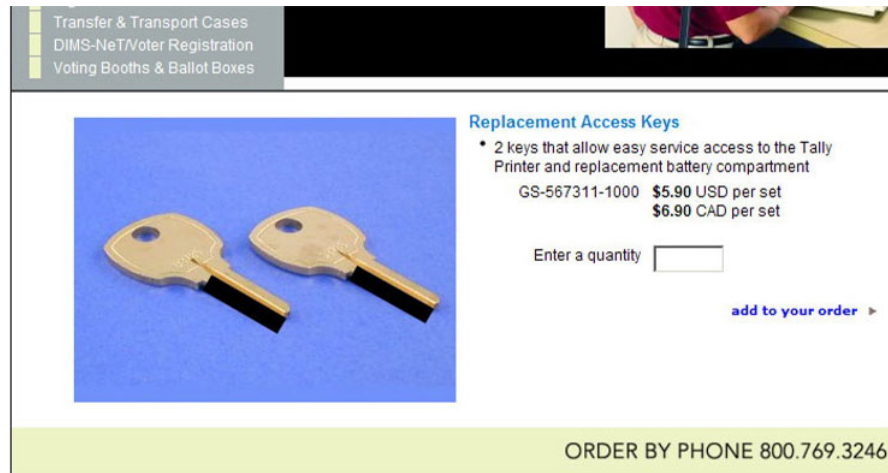 Transfer & Transport Cases
DIMS-NeT/Voter Registration
Voting Booths & Ballot Boxes
Replacement Access Keys
• 2 keys that allow easy service access to the Tally
Printer and replacement battery compartment
GS-567311-1000 $5.90 USD per set
$6.90 CAD per set
Enter a quantity
add to your order
ORDER BY PHONE 800.769.3246